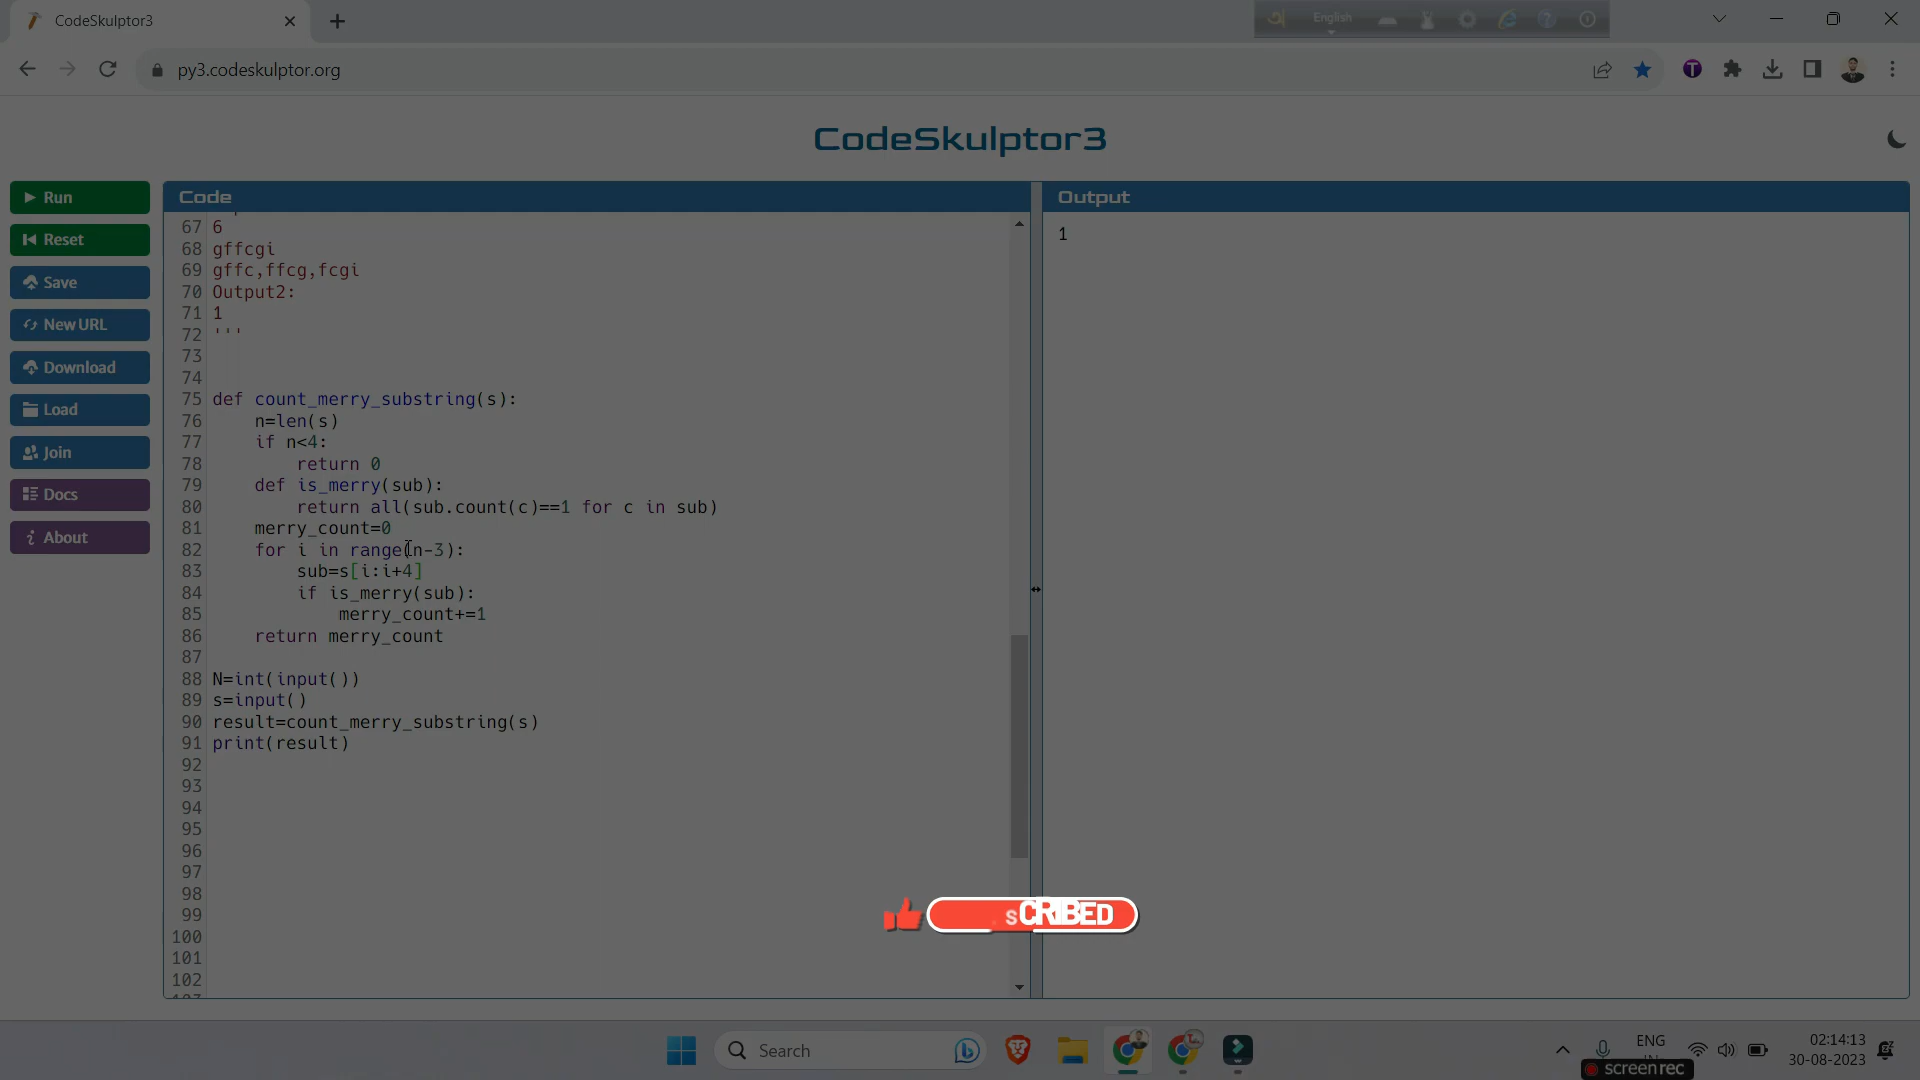 CodeSkulptor3
English
py3.codeskulptor.org
CodeSkulptor3
Run
Reset
Save
New URL
Download
Load
Join
Docs
About
Code
67 6
68 gffcgi
69 gffc,ffcg,fcgi
70 Output2:
71 1
72 '''
73
74
75 def count_merry_substring(s):
76 n=len(s)
77 if n<4:
78 return 0
79 def is_merry(sub):
80 return all(sub.count(c)==1 for c in sub)
81 merry_count=0
82 for i in range(n-3):
83 sub=s[i:i+4]
84 if is_merry(sub):
85 merry_count+=1
86 return merry_count
87
88 N=int(input())
89 s=input()
90 result=count_merry_substring(s)
91 print(result)
92
93
94
95
96
97
98
99
100
101
102
Output
1
SCRIBED
Search
ENG
02:14:13
30-08-2023
screenrec